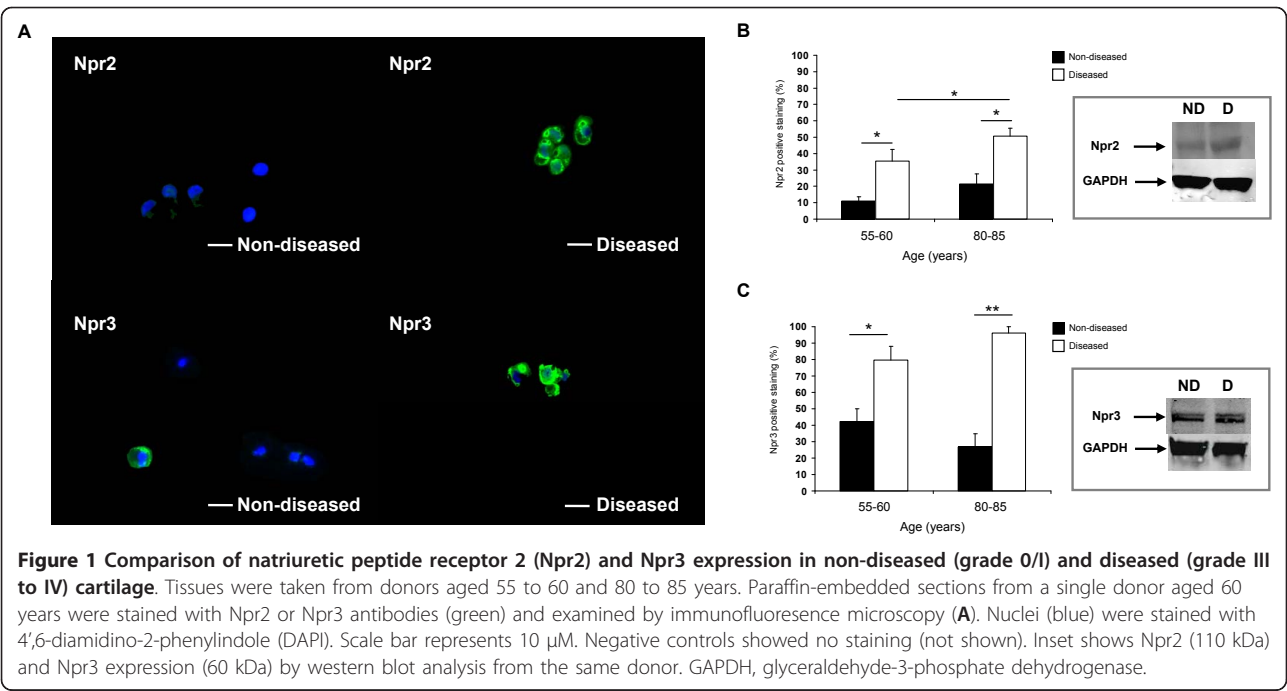 A
Npr2
Npr2
Non-diseased
Diseased
Npr3
Npr3
Non-diseased
Diseased
B
Npr2 positive staining (%)
100
90
80
70
60
50
40
30
20
10
0
*
*
*
55-60
80-85
Age (years)
Non-diseased
Diseased
ND D
Npr2
GAPDH
C
Npr3 positive staining (%)
100
90
80
70
60
50
40
30
20
10
0
*
**
55-60
80-85
Age (years)
Non-diseased
Diseased
ND D
Npr3
GAPDH
Figure 1 Comparison of natriuretic peptide receptor 2 (Npr2) and Npr3 expression in non-diseased (grade 0/I) and diseased (grade III
to IV) cartilage. Tissues were taken from donors aged 55 to 60 and 80 to 85 years. Paraffin-embedded sections from a single donor aged 60
years were stained with Npr2 or Npr3 antibodies (green) and examined by immunofluoresence microscopy (A). Nuclei (blue) were stained with
4′,6-diamidino-2-phenylindole (DAPI). Scale bar represents 10 μM. Negative controls showed no staining (not shown). Inset shows Npr2 (110 kDa)
and Npr3 expression (60 kDa) by western blot analysis from the same donor. GAPDH, glyceraldehyde-3-phosphate dehydrogenase.